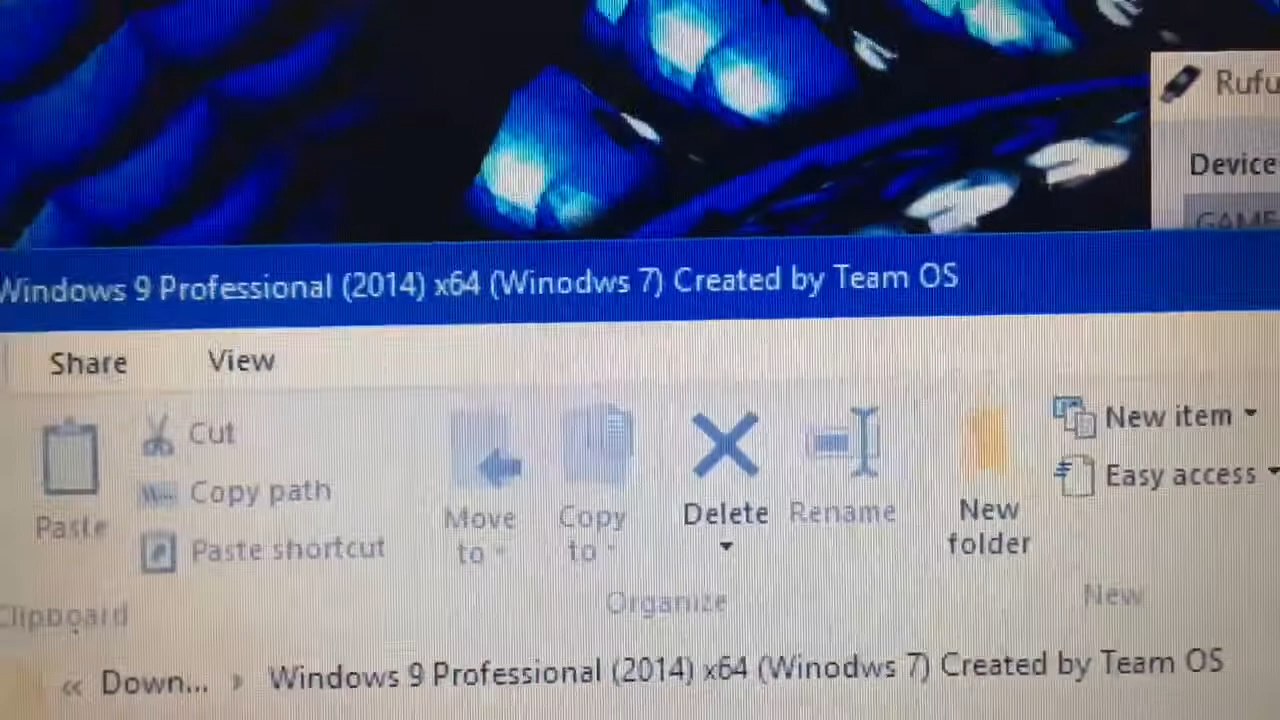 Rufu
Device
GAME
Windows 9 Professional (2014) x64 (Winodws 7) Created by Team OS
Share View
Paste
Cut
Copy path
Paste shortcut
Move to
Copy to
Delete
Rename
New folder
New item
Easy access
Clipboard
Organize
New
« Down... › Windows 9 Professional (2014) x64 (Winodws 7) Created by Team OS